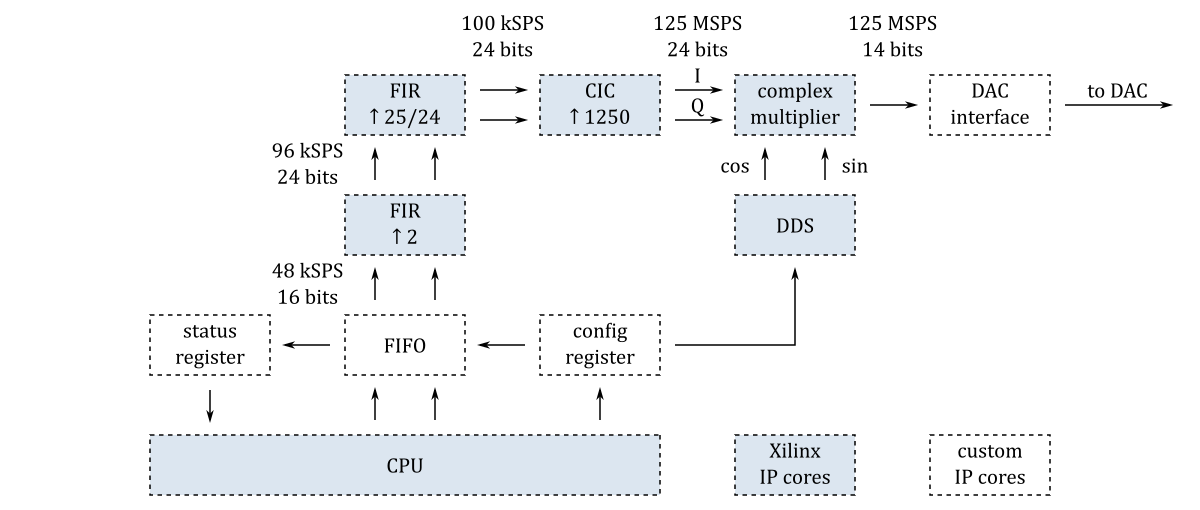 100 kSPS
24 bits
125 MSPS
24 bits
125 MSPS
14 bits
FIR
↑25/24
CIC
↑1250
I
Q
complex
multiplier
DAC
interface
to DAC
96 kSPS
24 bits
cos
sin
FIR
↑2
DDS
48 kSPS
16 bits
status
register
FIFO
config
register
CPU
Xilinx
IP cores
custom
IP cores